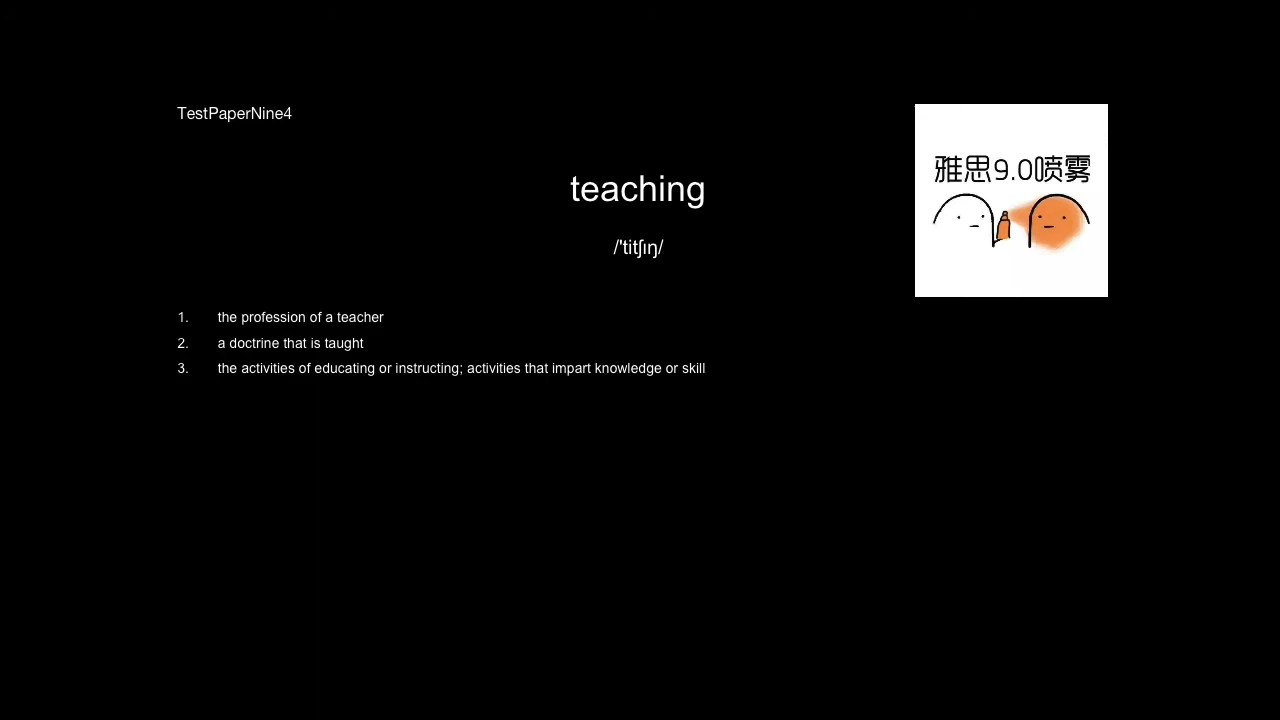 TestPaperNine4
雅思9.0喷雾
teaching
/'titʃɪŋ/
1. the profession of a teacher
2. a doctrine that is taught
3. the activities of educating or instructing; activities that impart knowledge or skill